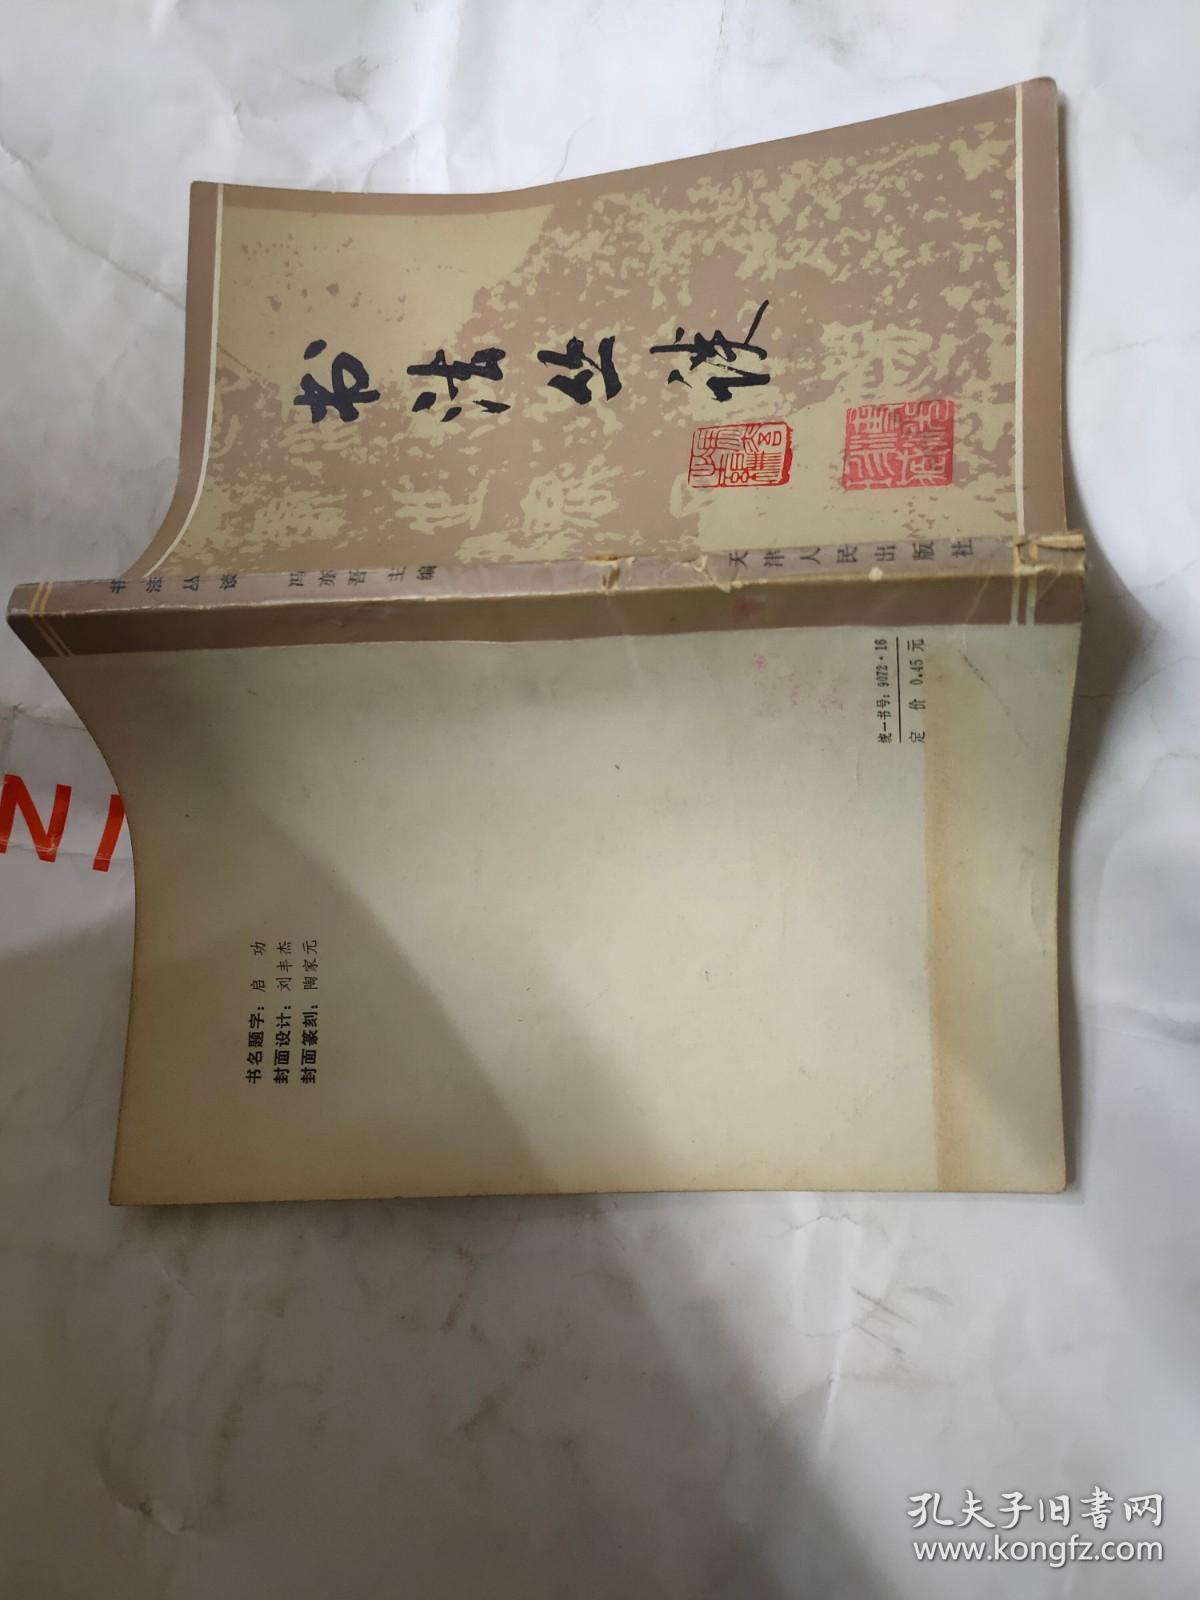 书法丛谈
书法丛谈 冯亦吾主编 天津人民出版社
统一书号：9072·16
定 价 0.45 元
书名题字：启 功
封面设计：刘丰杰
封面篆刻：陶家元
NI
孔夫子旧书网
www.kongfz.com